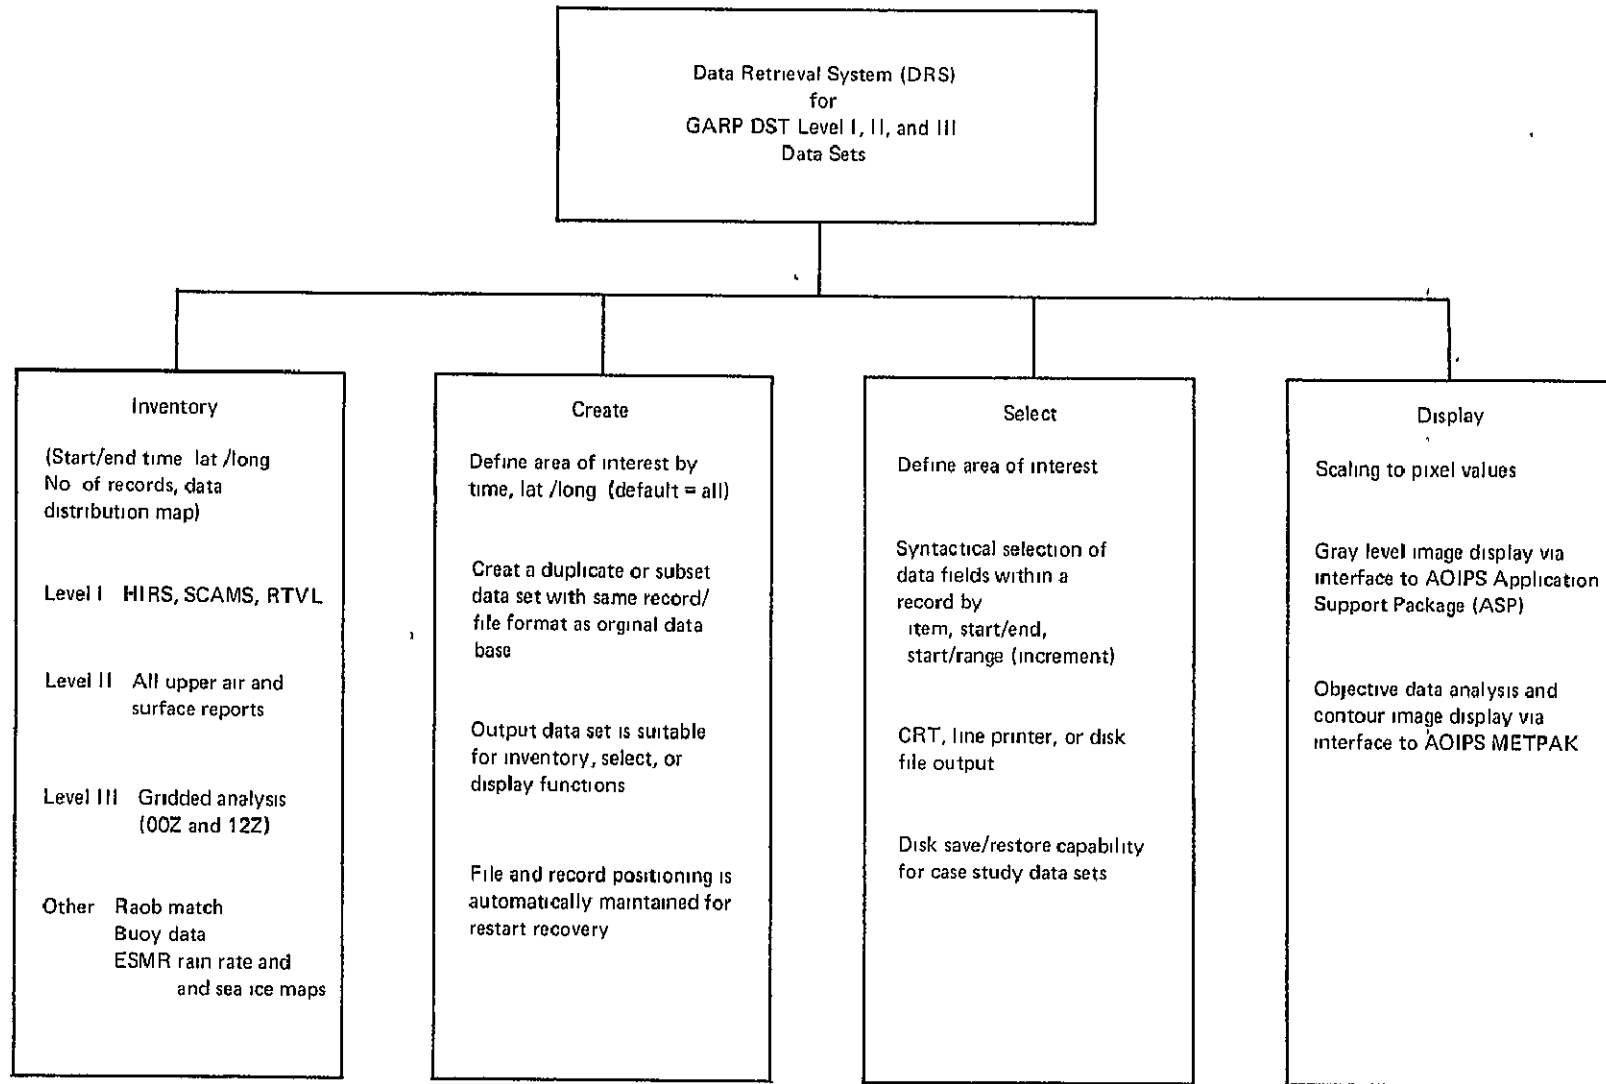 Data Retrieval System (DRS)
for
GARP DST Level I, II, and III
Data Sets
Inventory
(Start/end time lat /long
No of records, data
distribution map)
Level I HIRS, SCAMS, RTVL
Level II All upper air and
surface reports
Level III Gridded analysis
(00Z and 12Z)
Other Raob match
Buoy data
ESMR rain rate and
and sea ice maps
Create
Define area of interest by
time, lat /long (default = all)
Creat a duplicate or subset
data set with same record/
file format as orginal data
base
Output data set is suitable
for inventory, select, or
display functions
File and record positioning is
automatically maintained for
restart recovery
Select
Define area of interest
Syntactical selection of
data fields within a
record by
item, start/end,
start/range (increment)
CRT, line printer, or disk
file output
Disk save/restore capability
for case study data sets
Display
Scaling to pixel values
Gray level image display via
interface to AOIPS Application
Support Package (ASP)
Objective data analysis and
contour image display via
interface to AOIPS METPAK